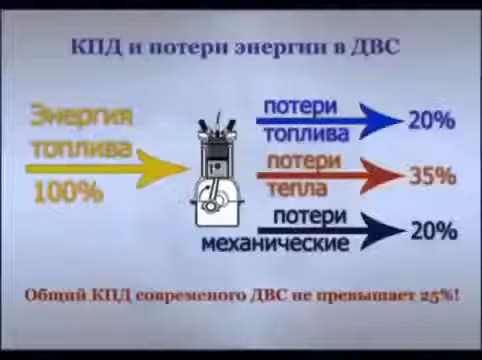 КПД и потери энергии в ДВС
Энергия
топлива
100%
потери
топлива
20%
потери
тепла
35%
потери
механические
20%
Общий КПД современого ДВС не превышает 25%!